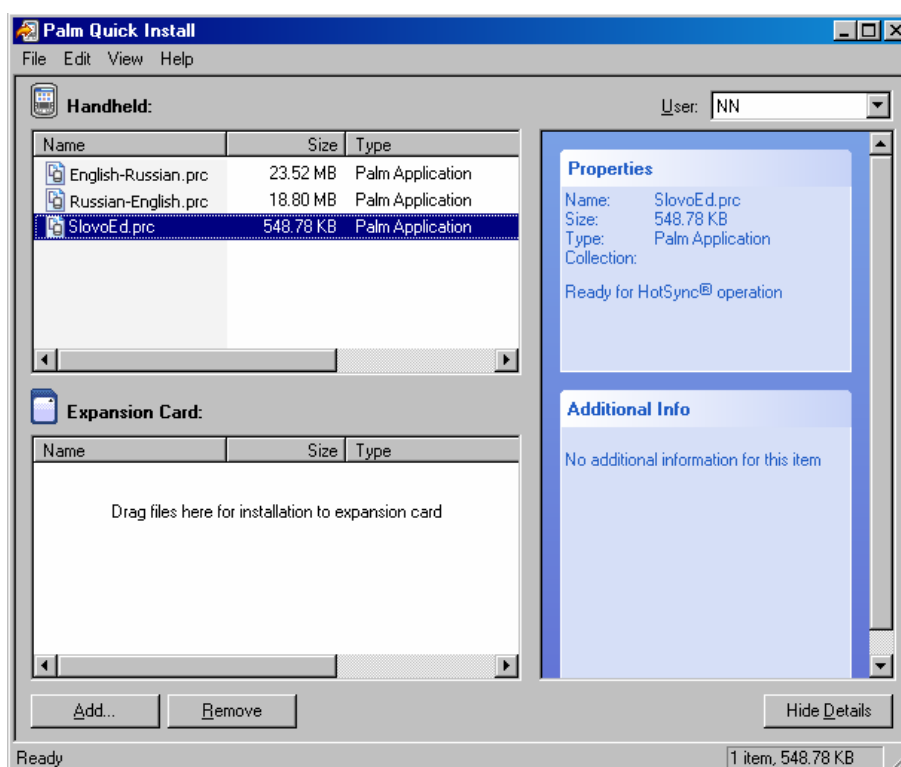 Palm Quick Install
File Edit View Help
Handheld:
User: NN
Name Size Type
English-Russian.prc 23.52 MB Palm Application
Russian-English.prc 18.80 MB Palm Application
SlovoEd.prc 548.78 KB Palm Application
Properties
Name: SlovoEd.prc
Size: 548.78 KB
Type: Palm Application
Collection:
Ready for HotSync® operation
Expansion Card:
Name Size Type
Drag files here for installation to expansion card
Additional Info
No additional information for this item
Add... Remove Hide Details
Ready 1 item, 548.78 KB